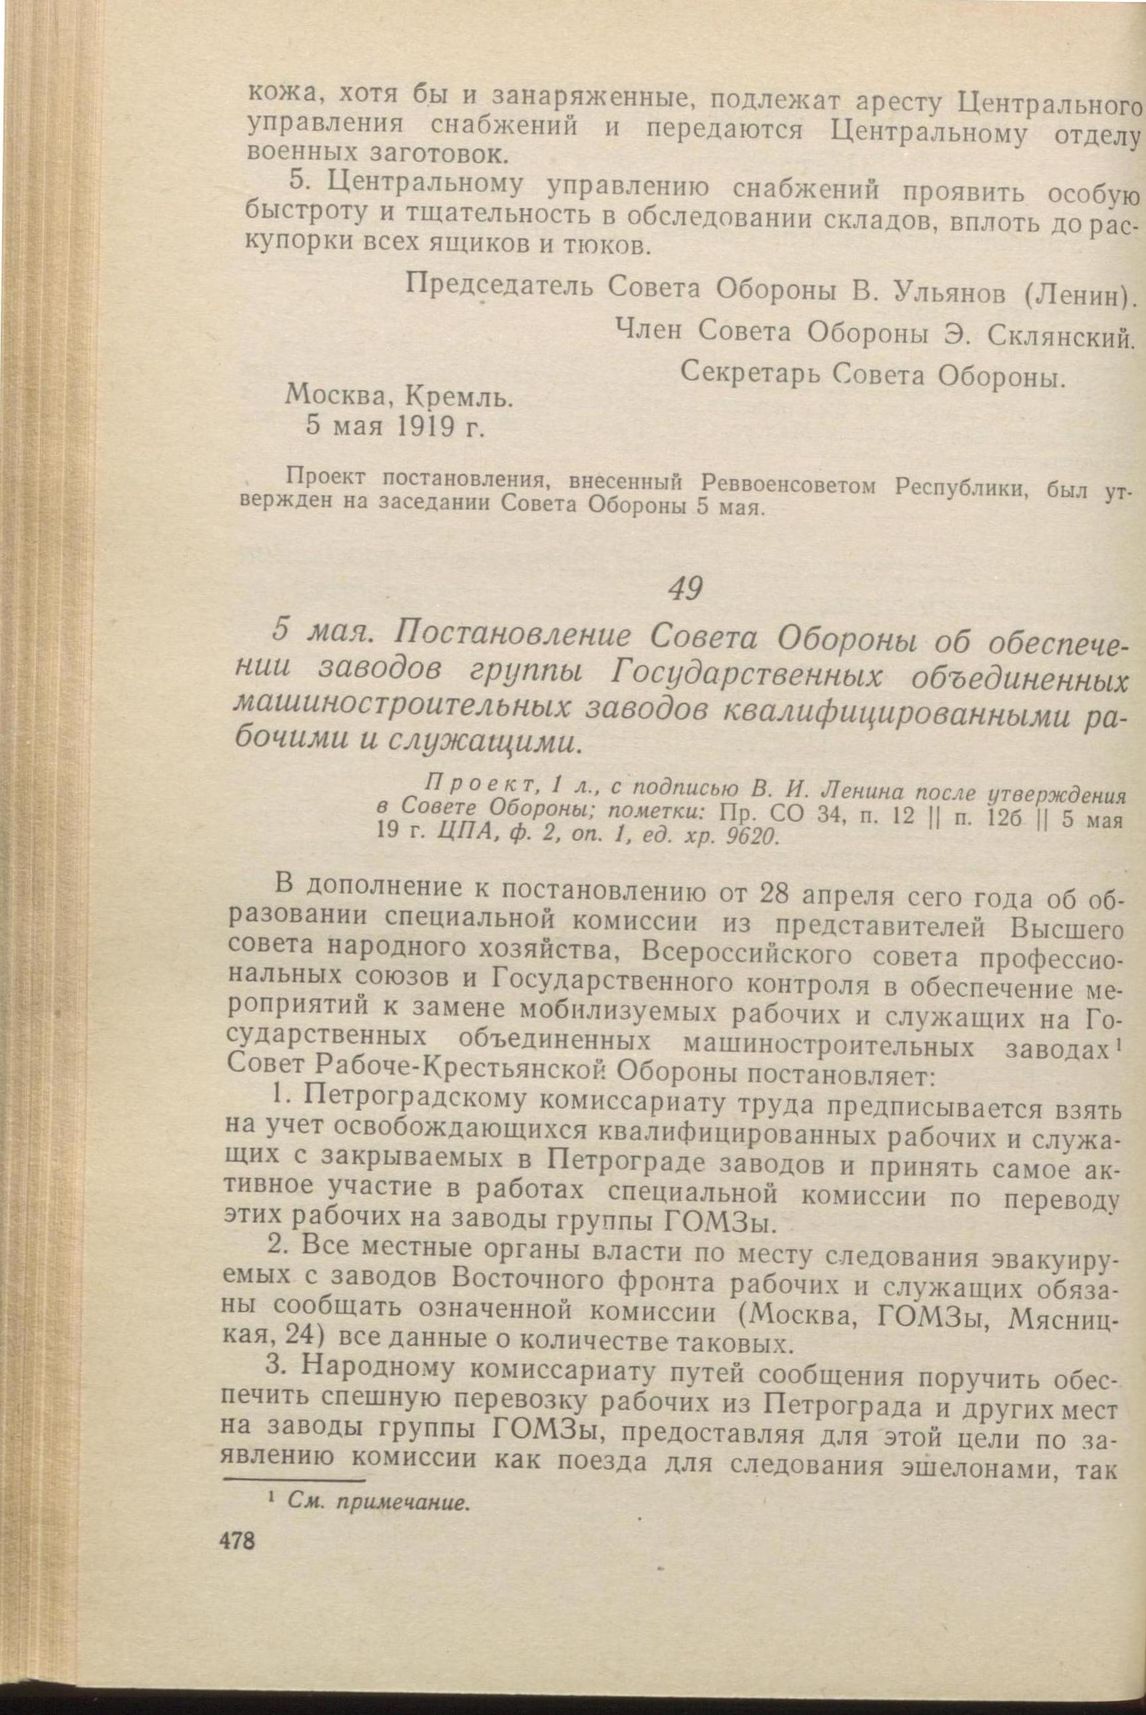 кожа, хотя бы и занаряженные, подлежат аресту Центрального
управления снабжений и передаются Центральному отделу
военных заготовок.
5. Центральному управлению снабжений проявить особую
быстроту и тщательность в обследовании складов, вплоть до рас-
купорки всех ящиков и тюков.
Председатель Совета Обороны В. Ульянов (Ленин).
Член Совета Обороны Э. Склянский.
Секретарь Совета Обороны.
Москва, Кремль.
5 мая 1919 г.
Проект постановления, внесенный Реввоенсоветом Республики, был ут-
вержден на заседании Совета Обороны 5 мая.
49
5 мая. Постановление Совета Обороны об обеспече-
нии заводов группы Государственных объединенных
машиностроительных заводов квалифицированными ра-
бочими и служащими.
Проект, 1 л., с подписью В. И. Ленина после утверждения
в Совете Обороны; пометки: Пр. СО 34, п. 12 || п. 12б || 5 мая
19 г. ЦПА, ф. 2, оп. 1, ед. хр. 9620.
В дополнение к постановлению от 28 апреля сего года об об-
разовании специальной комиссии из представителей Высшего
совета народного хозяйства, Всероссийского совета профессио-
нальных союзов и Государственного контроля в обеспечение ме-
роприятий к замене мобилизуемых рабочих и служащих на Го-
сударственных объединенных машиностроительных заводах¹
Совет Рабоче-Крестьянской Обороны постановляет:
1. Петроградскому комиссариату труда предписывается взять
на учет освобождающихся квалифицированных рабочих и служа-
щих с закрываемых в Петрограде заводов и принять самое ак-
тивное участие в работах специальной комиссии по переводу
этих рабочих на заводы группы ГОМЗы.
2. Все местные органы власти по месту следования эвакуиру-
емых с заводов Восточного фронта рабочих и служащих обяза-
ны сообщать означенной комиссии (Москва, ГОМЗы, Мясниц-
кая, 24) все данные о количестве таковых.
3. Народному комиссариату путей сообщения поручить обес-
печить спешную перевозку рабочих из Петрограда и других мест
на заводы группы ГОМЗы, предоставляя для этой цели по за-
явлению комиссии как поезда для следования эшелонами, так
¹ См. примечание.
478